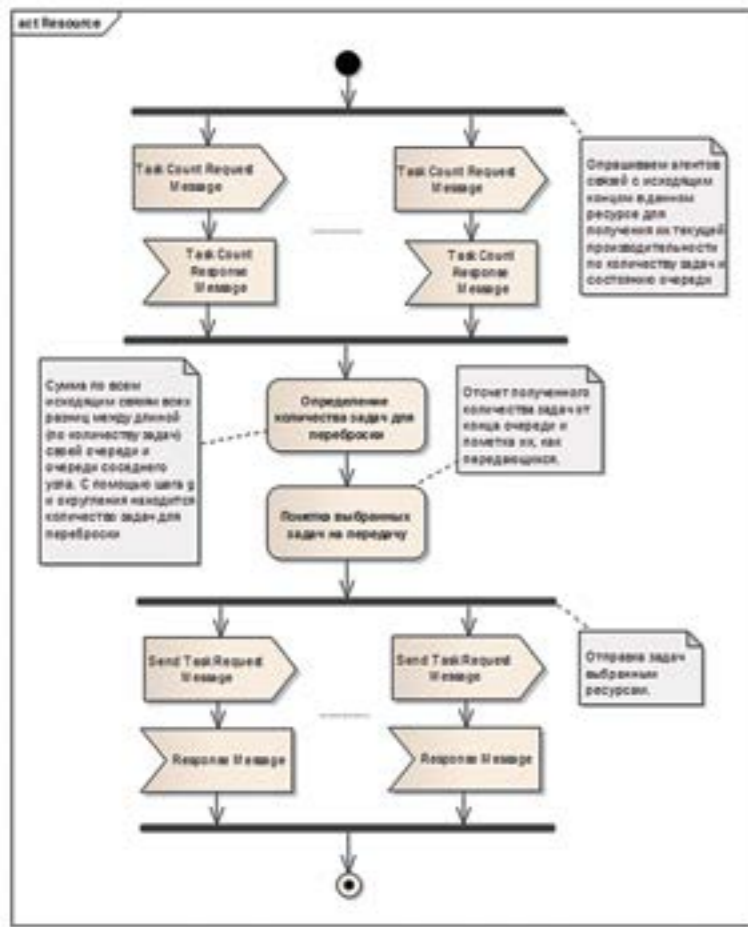 act Resource
Task Count Request
Message
Task Count Request
Message
Опрашиваем агентов
связей с исходящим
концом в данном
ресурсе для
получения их текущей
производительности
по количеству задач и
состоянию очереди
Task Count
Response
Message
Task Count
Response
Message
Сумма по всем
исходящим связям всех
разниц между длиной
(по количеству задач)
своей очереди и
очереди соседнего
узла. С помощью шага g
и округления находится
количество задач для
переброски
Определение
количества задач для
переброски
Отсчет полученного
количества задач от
конца очереди и
пометка их, как
передающихся.
Пометка выбранных
задач на передачу
Send TaskRequest
Message
Send TaskRequest
Message
Отправка задач
выбранным
ресурсам.
Response Message
Response Message